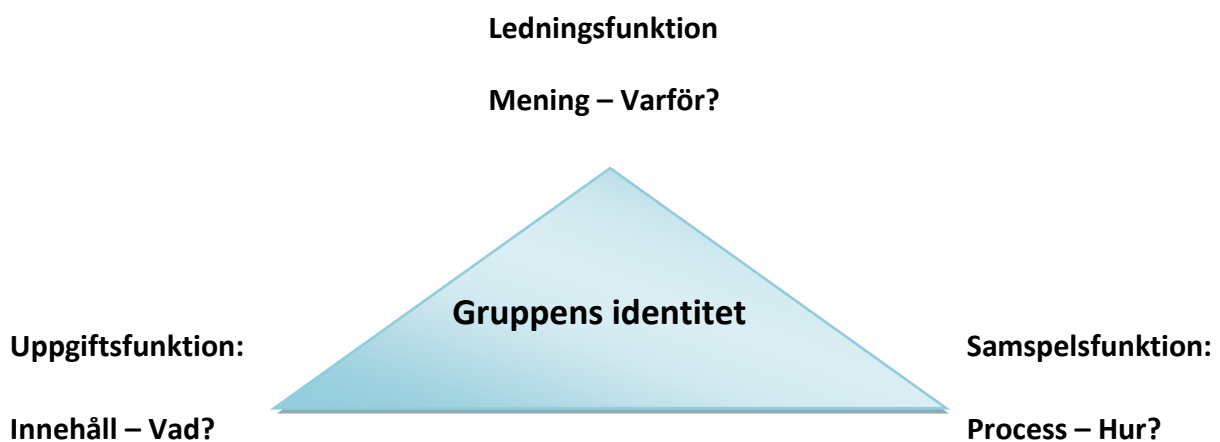 Ledningsfunktion
Mening – Varför?
Gruppens identitet
Uppgiftsfunktion:
Innehåll – Vad?
Samspelsfunktion:
Process – Hur?